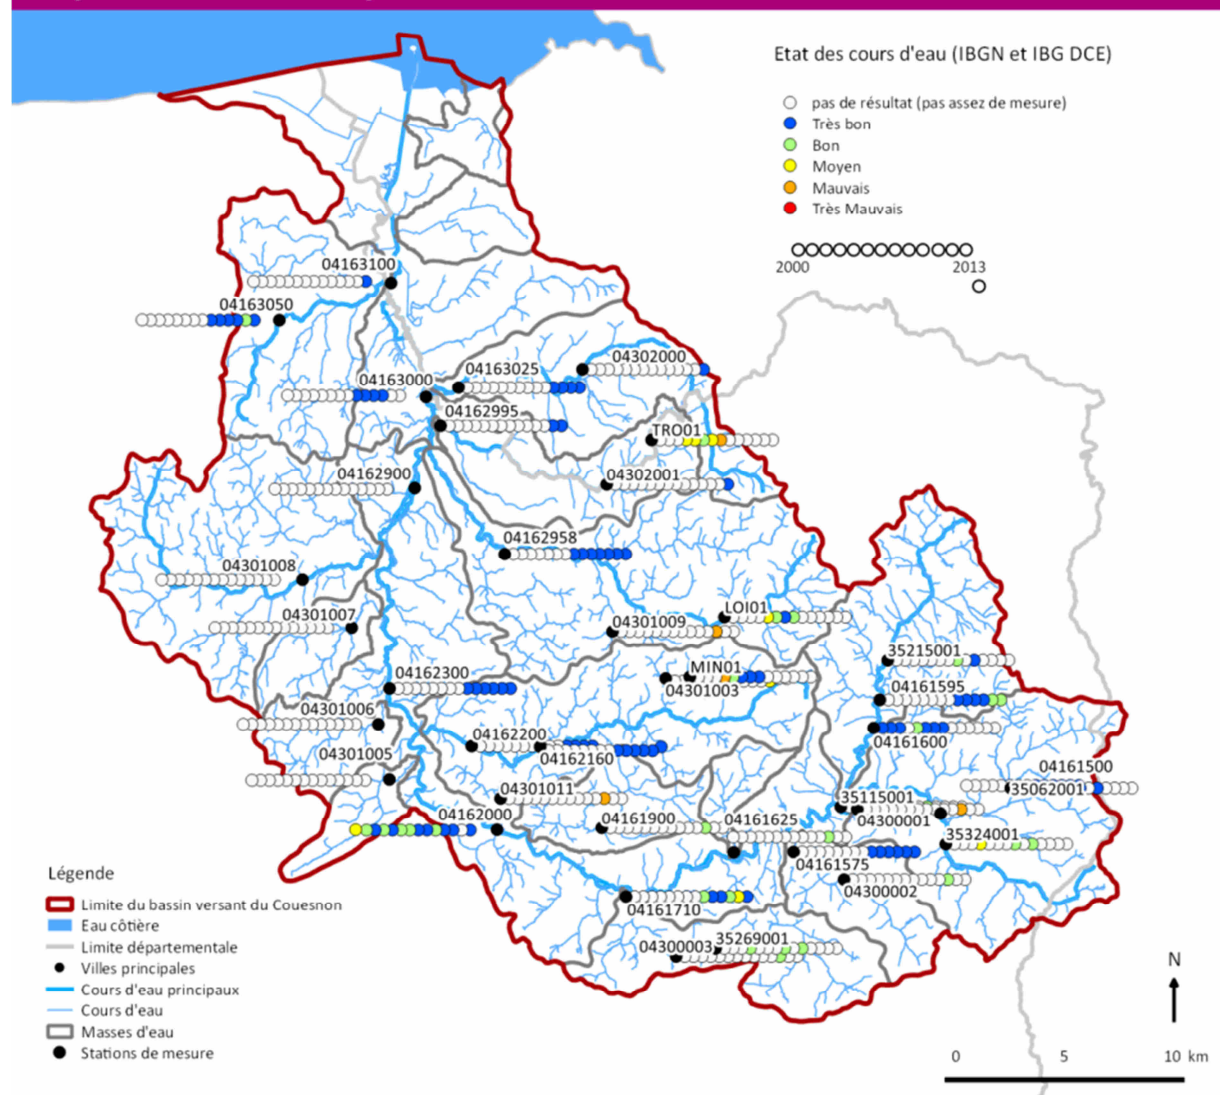 Etat des cours d'eau (IBGN et IBG DCE)
pas de résultat (pas assez de mesure)
Très bon
Bon
Moyen
Mauvais
Très Mauvais
2000
2013
04163100
04163050
04302000
04163025
04163000
04162995
TRO01
04162900
04302001
04162958
04301008
04301007
LOI01
04301009
35215001
MIN01
04162300
04301003
04161595
04301006
04162200
04161600
04301005
04162160
04161500
04301011
35062001
35115001
04162000
04161900
04161625
04300001
35324001
04161575
04300002
04161710
35269001
04300003
Légende
Limite du bassin versant du Couesnon
Eau côtière
Limite départementale
Villes principales
Cours d'eau principaux
Cours d'eau
Masses d'eau
Stations de mesure
N
0 5 10 km